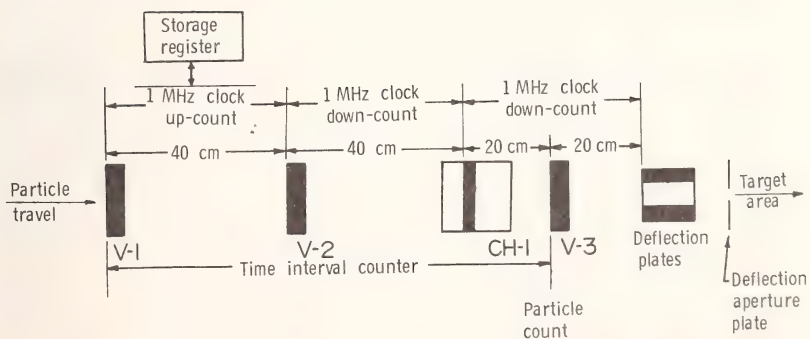 Storage
register
1 MHz clock
up-count
1 MHz clock
down-count
1 MHz clock
down-count
40 cm
40 cm
20 cm
20 cm
Particle
travel
V-1
V-2
CH-1
V-3
Deflection
plates
Target
area
Time interval counter
Particle
count
Deflection
aperture
plate